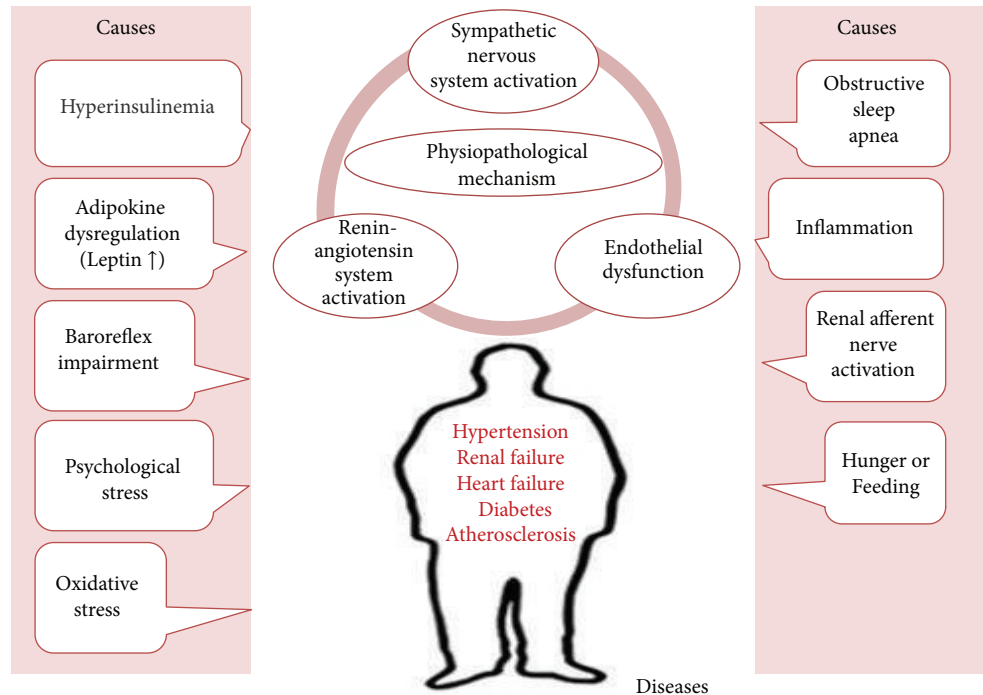 Causes
Hyperinsulinemia
Adipokine
dysregulation
(Leptin ↑)
Baroreflex
impairment
Psychological
stress
Oxidative
stress
Sympathetic
nervous
system activation
Physiopathological
mechanism
Renin-
angiotensin
system
activation
Endothelial
dysfunction
Hypertension
Renal failure
Heart failure
Diabetes
Atherosclerosis
Diseases
Causes
Obstructive
sleep
apnea
Inflammation
Renal afferent
nerve
activation
Hunger or
Feeding